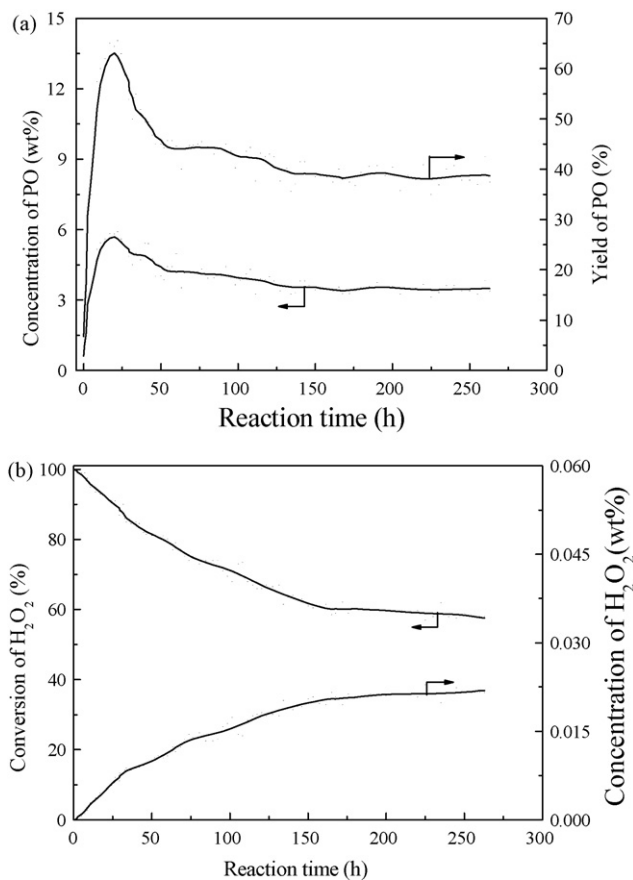 (a)
15
12
9
6
3
0
Concentration of PO (wt%)
70
60
50
40
30
20
10
0
Yield of PO (%)
0 50 100 150 200 250 300
Reaction time (h)
(b)
100
80
60
40
20
0
Conversion of H₂O₂ (%)
0.060
0.045
0.030
0.015
0.000
Concentration of H₂O₂(wt%)
0 50 100 150 200 250 300
Reaction time (h)